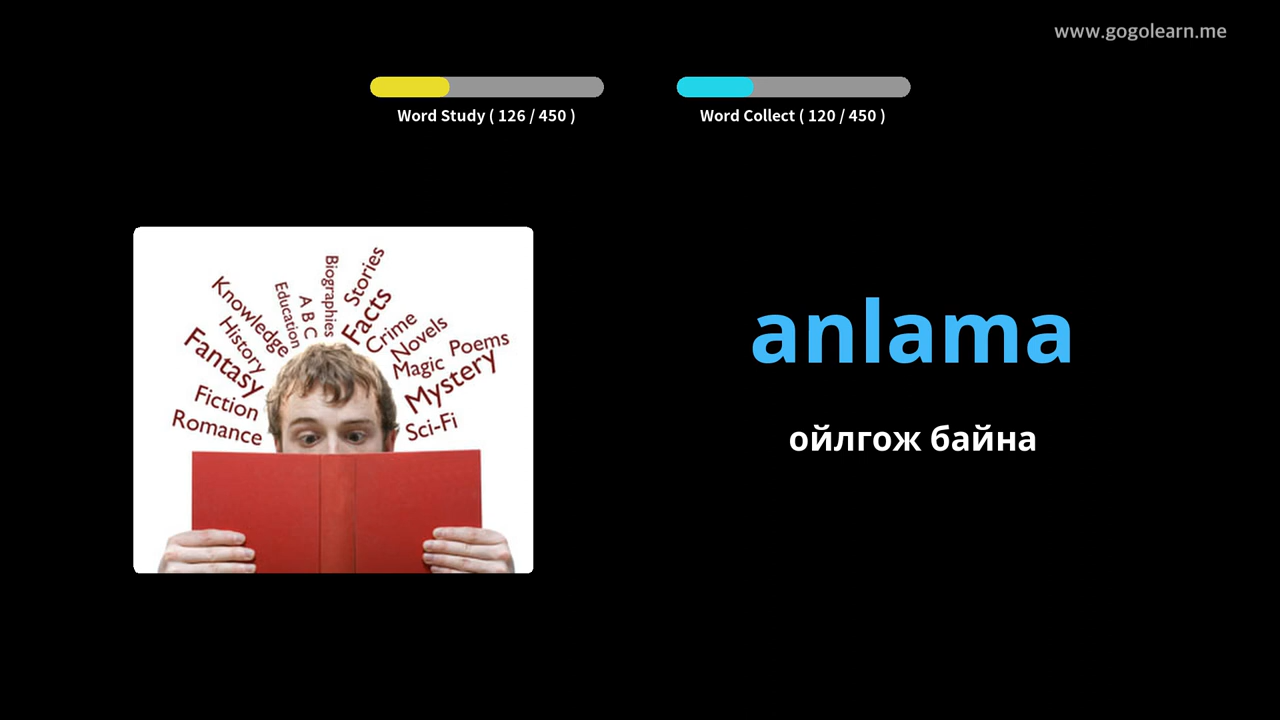 www.gogolearn.me
Word Study ( 126 / 450 )
Word Collect ( 120 / 450 )
Biographies
Stories
Education
A B C
Facts
Knowledge
Crime
History
Novels
Poems
Fantasy
Magic
Mystery
Fiction
Romance
Sci-Fi
anlama
ойлгож байна